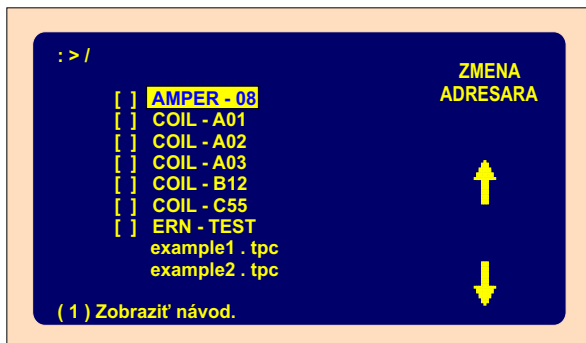 : > /
ZMENA
ADRESARA
[ ] AMPER - 08
[ ] COIL - A01
[ ] COIL - A02
[ ] COIL - A03
[ ] COIL - B12
[ ] COIL - C55
[ ] ERN - TEST
example1 . tpc
example2 . tpc
( 1 ) Zobraziť návod.